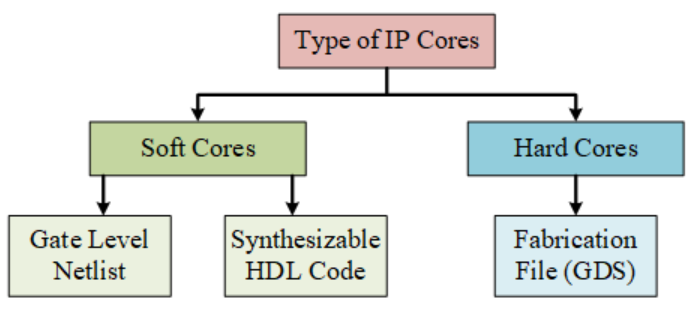 Type of IP Cores
Soft Cores
Hard Cores
Gate Level
Netlist
Synthesizable
HDL Code
Fabrication
File (GDS)